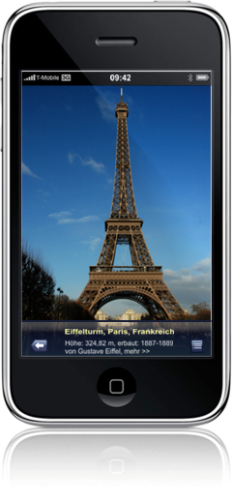 T-Mobile 3G 09:42
Eiffelturm, Paris, Frankreich
Höhe: 324,82 m, erbaut: 1887-1889
von Gustave Eiffel, mehr >>